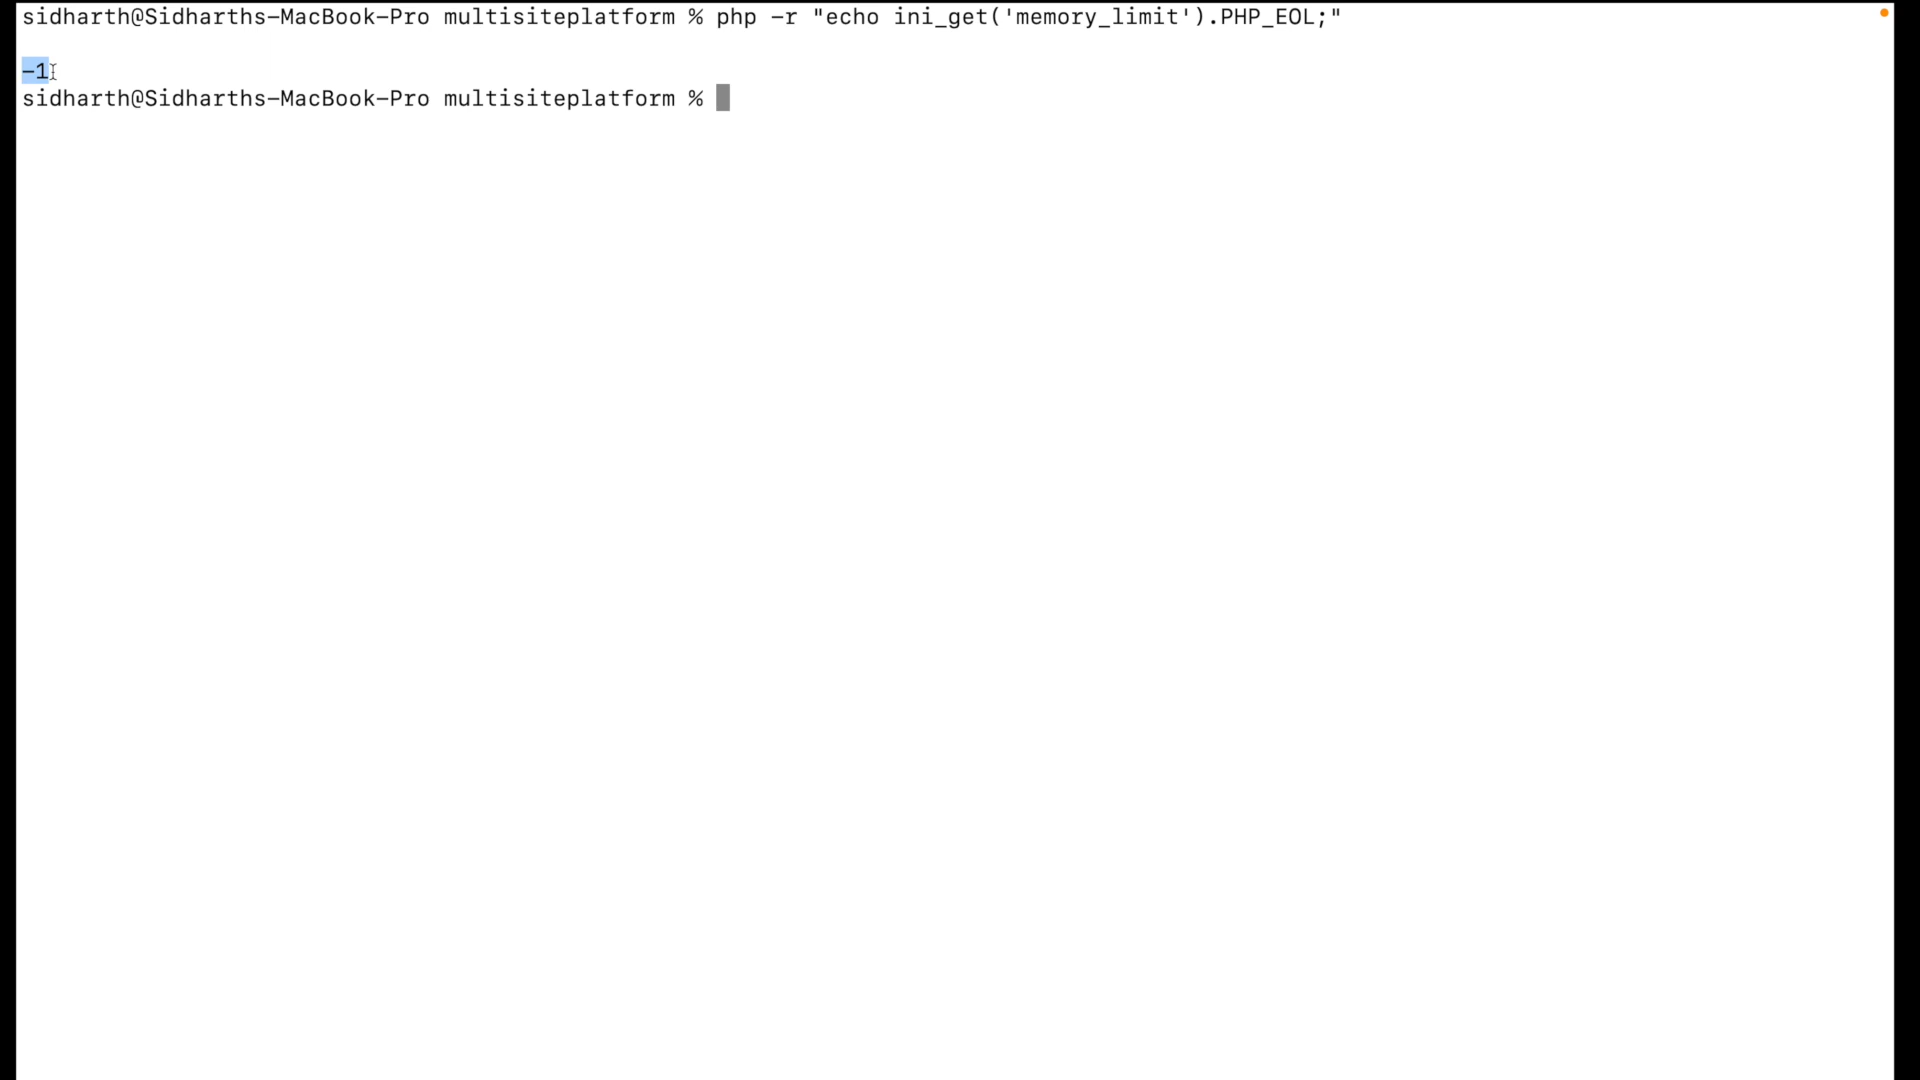 sidharth@Sidharths-MacBook-Pro multisiteplatform % php -r "echo ini_get('memory_limit').PHP_EOL;"
-1
sidharth@Sidharths-MacBook-Pro multisiteplatform %